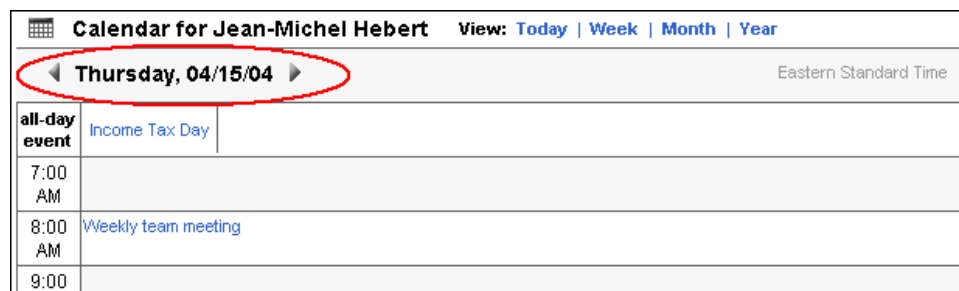 Calendar for Jean-Michel Hebert View: Today | Week | Month | Year
Thursday, 04/15/04 Eastern Standard Time
all-day
event
Income Tax Day
7:00
AM
8:00
AM
Weekly team meeting
9:00